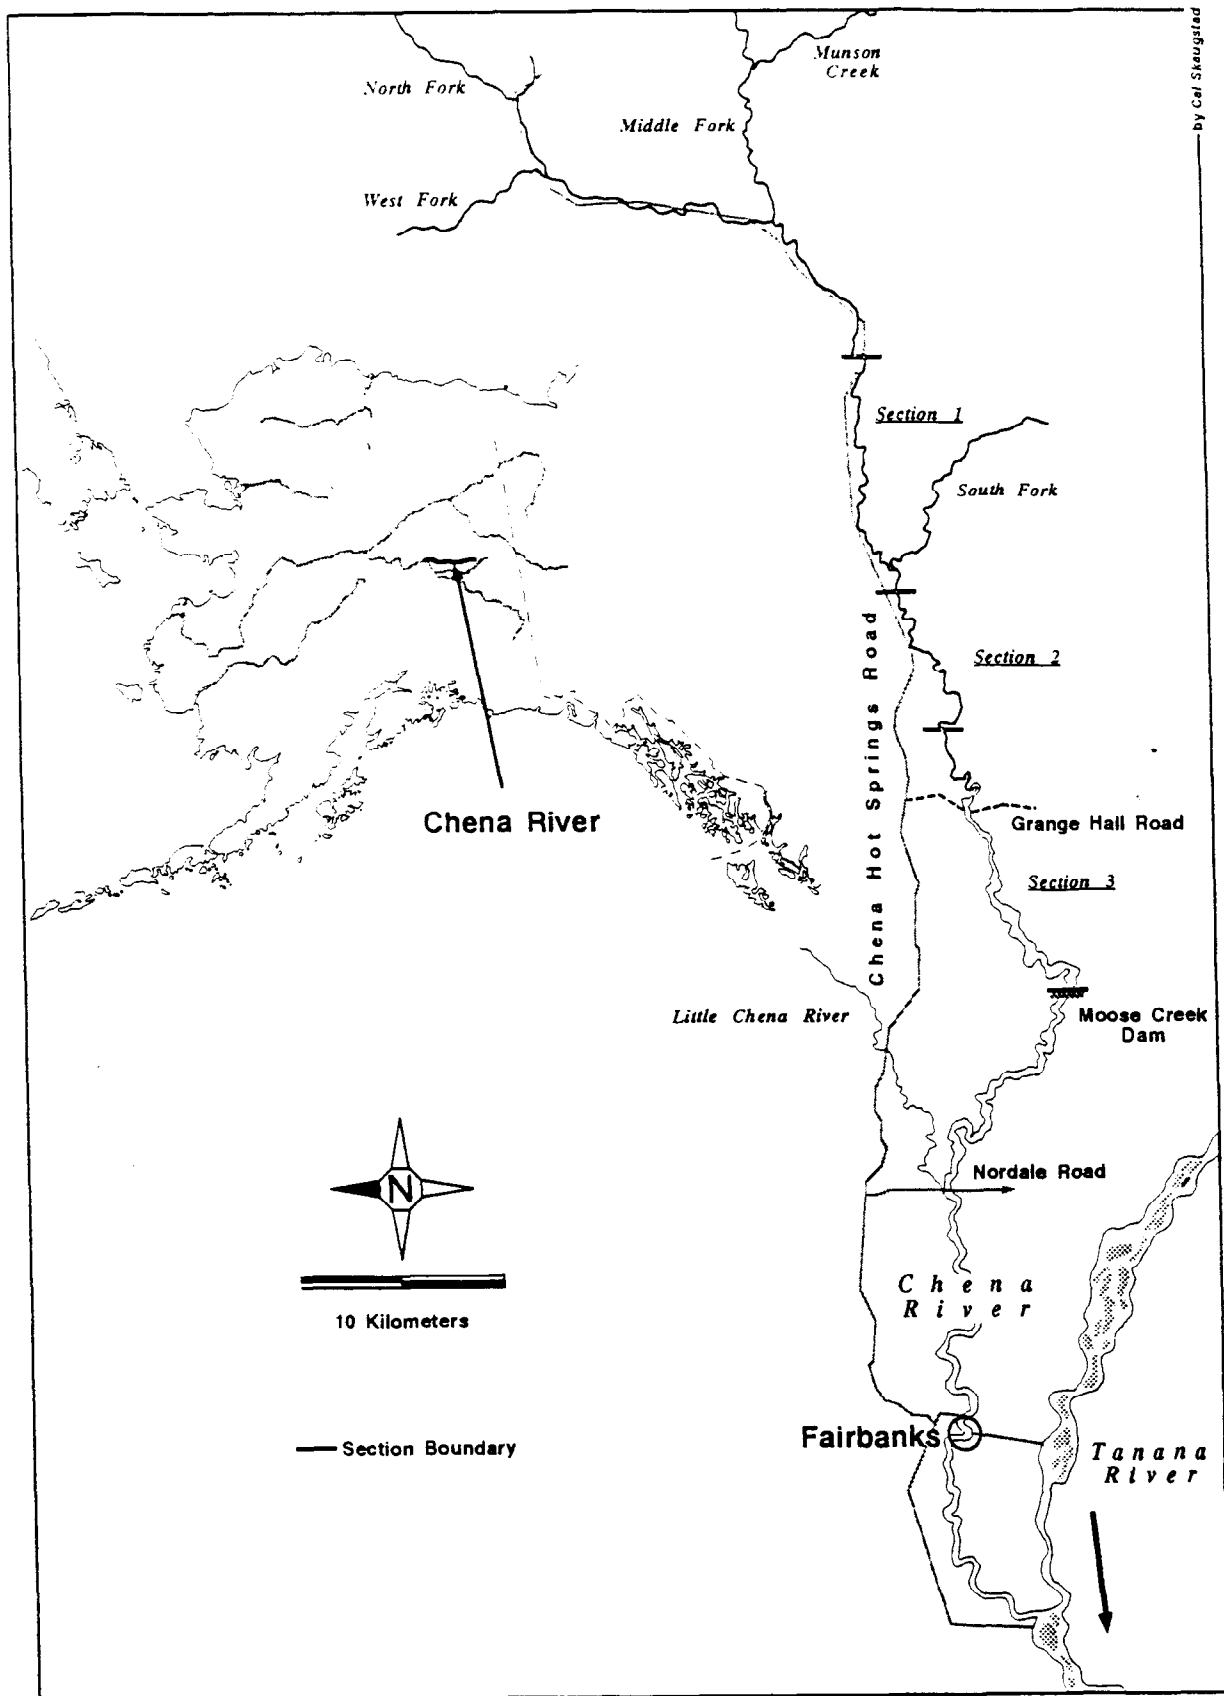 by Cal Skaugstad
Munson
Creek
North Fork
Middle Fork
West Fork
Section 1
South Fork
Section 2
Chena Hot Springs Road
Chena River
Grange Hall Road
Section 3
Little Chena River
Moose Creek
Dam
N
Nordale Road
Chena
River
10 Kilometers
Fairbanks
Section Boundary
Tanana
River